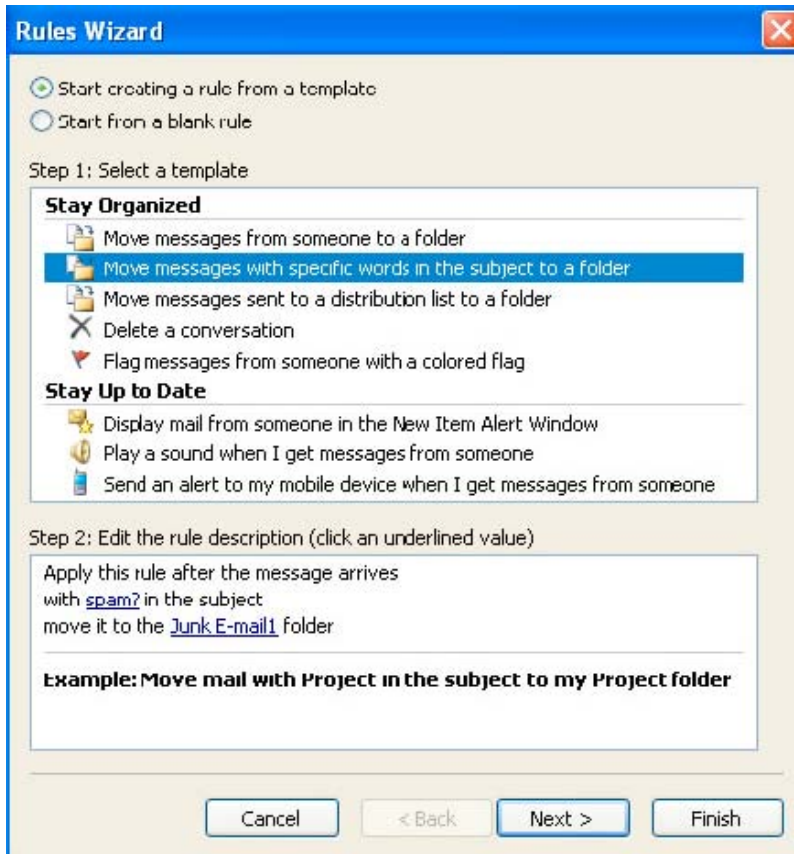 Rules Wizard
Start creating a rule from a template
Start from a blank rule
Step 1: Select a template
Stay Organized
Move messages from someone to a folder
Move messages with specific words in the subject to a folder
Move messages sent to a distribution list to a folder
Delete a conversation
Flag messages from someone with a colored flag
Stay Up to Date
Display mail from someone in the New Item Alert Window
Play a sound when I get messages from someone
Send an alert to my mobile device when I get messages from someone
Step 2: Edit the rule description (click an underlined value)
Apply this rule after the message arrives
with spam? in the subject
move it to the Junk E-mail1 folder
Example: Move mail with Project in the subject to my Project folder
Cancel < Back Next > Finish